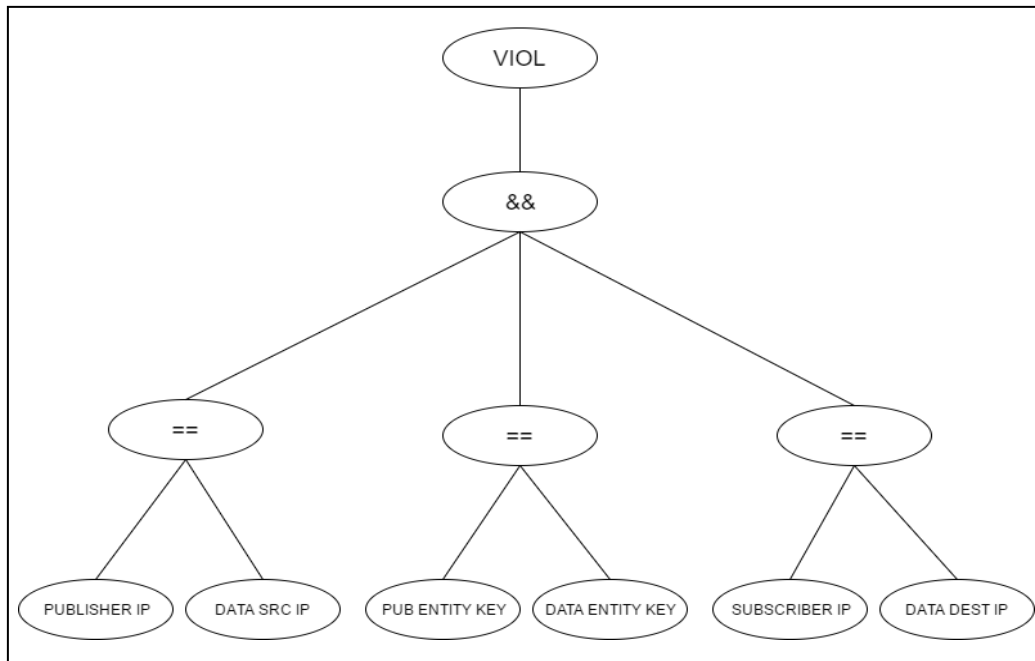 VIOL
&&
==
==
==
PUBLISHER IP
DATA SRC IP
PUB ENTITY KEY
DATA ENTITY KEY
SUBSCRIBER IP
DATA DEST IP